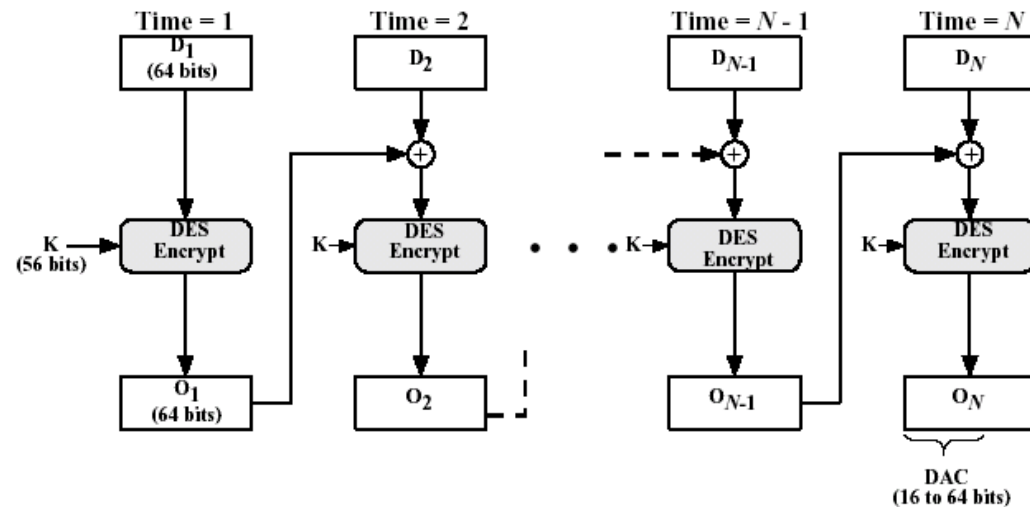 Time = 1
Time = 2
Time = N - 1
Time = N
D1
(64 bits)
D2
DN-1
DN
+
+
+
K
(56 bits)
DES
Encrypt
K
DES
Encrypt
K
DES
Encrypt
K
DES
Encrypt
O1
(64 bits)
O2
ON-1
ON
DAC
(16 to 64 bits)